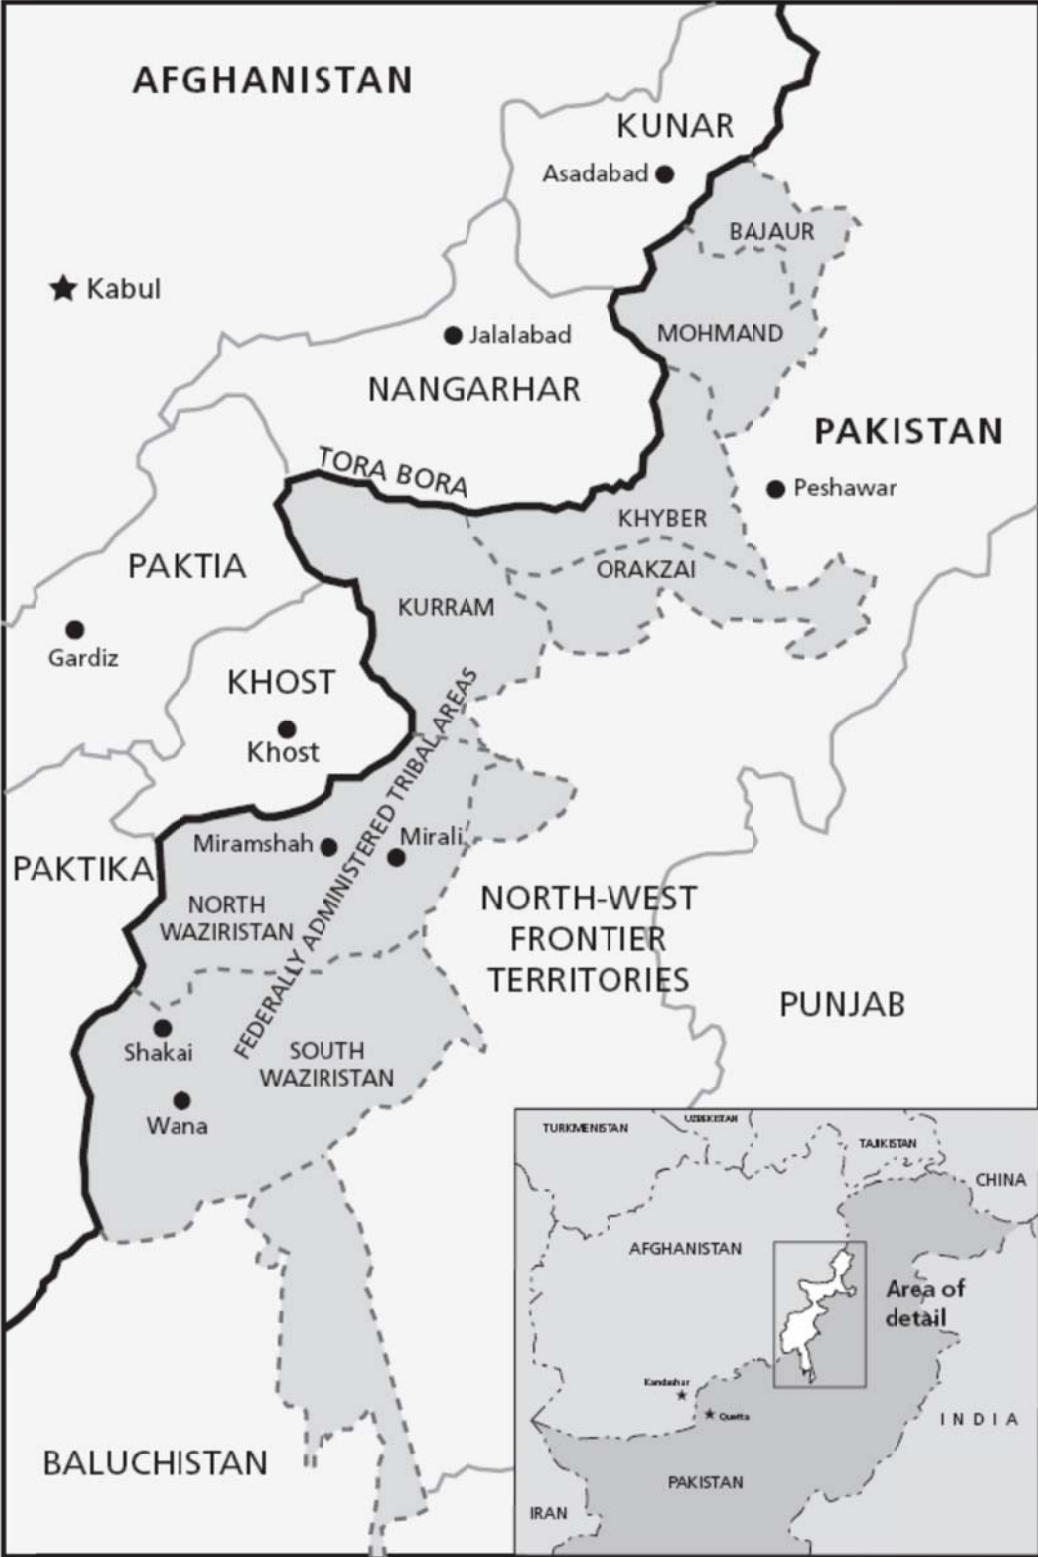 AFGHANISTAN
KUNAR
Asadabad
BAJAUR
Kabul
Jalalabad
MOHMAND
NANGARHAR
PAKISTAN
TORA BORA
Peshawar
KHYBER
PAKTIA
ORAKZAI
KURRAM
Gardiz
KHOST
Khost
FEDERALLY ADMINISTERED TRIBAL AREAS
Miramshah
Mirali
PAKTIKA
NORTH
WAZIRISTAN
NORTH-WEST
FRONTIER
TERRITORIES
PUNJAB
Shakai
SOUTH
WAZIRISTAN
Wana
BALUCHISTAN
TURKMENISTAN
UZBEKISTAN
TAJIKISTAN
CHINA
AFGHANISTAN
Area of
detail
Kandashar
Quetta
INDIA
PAKISTAN
IRAN